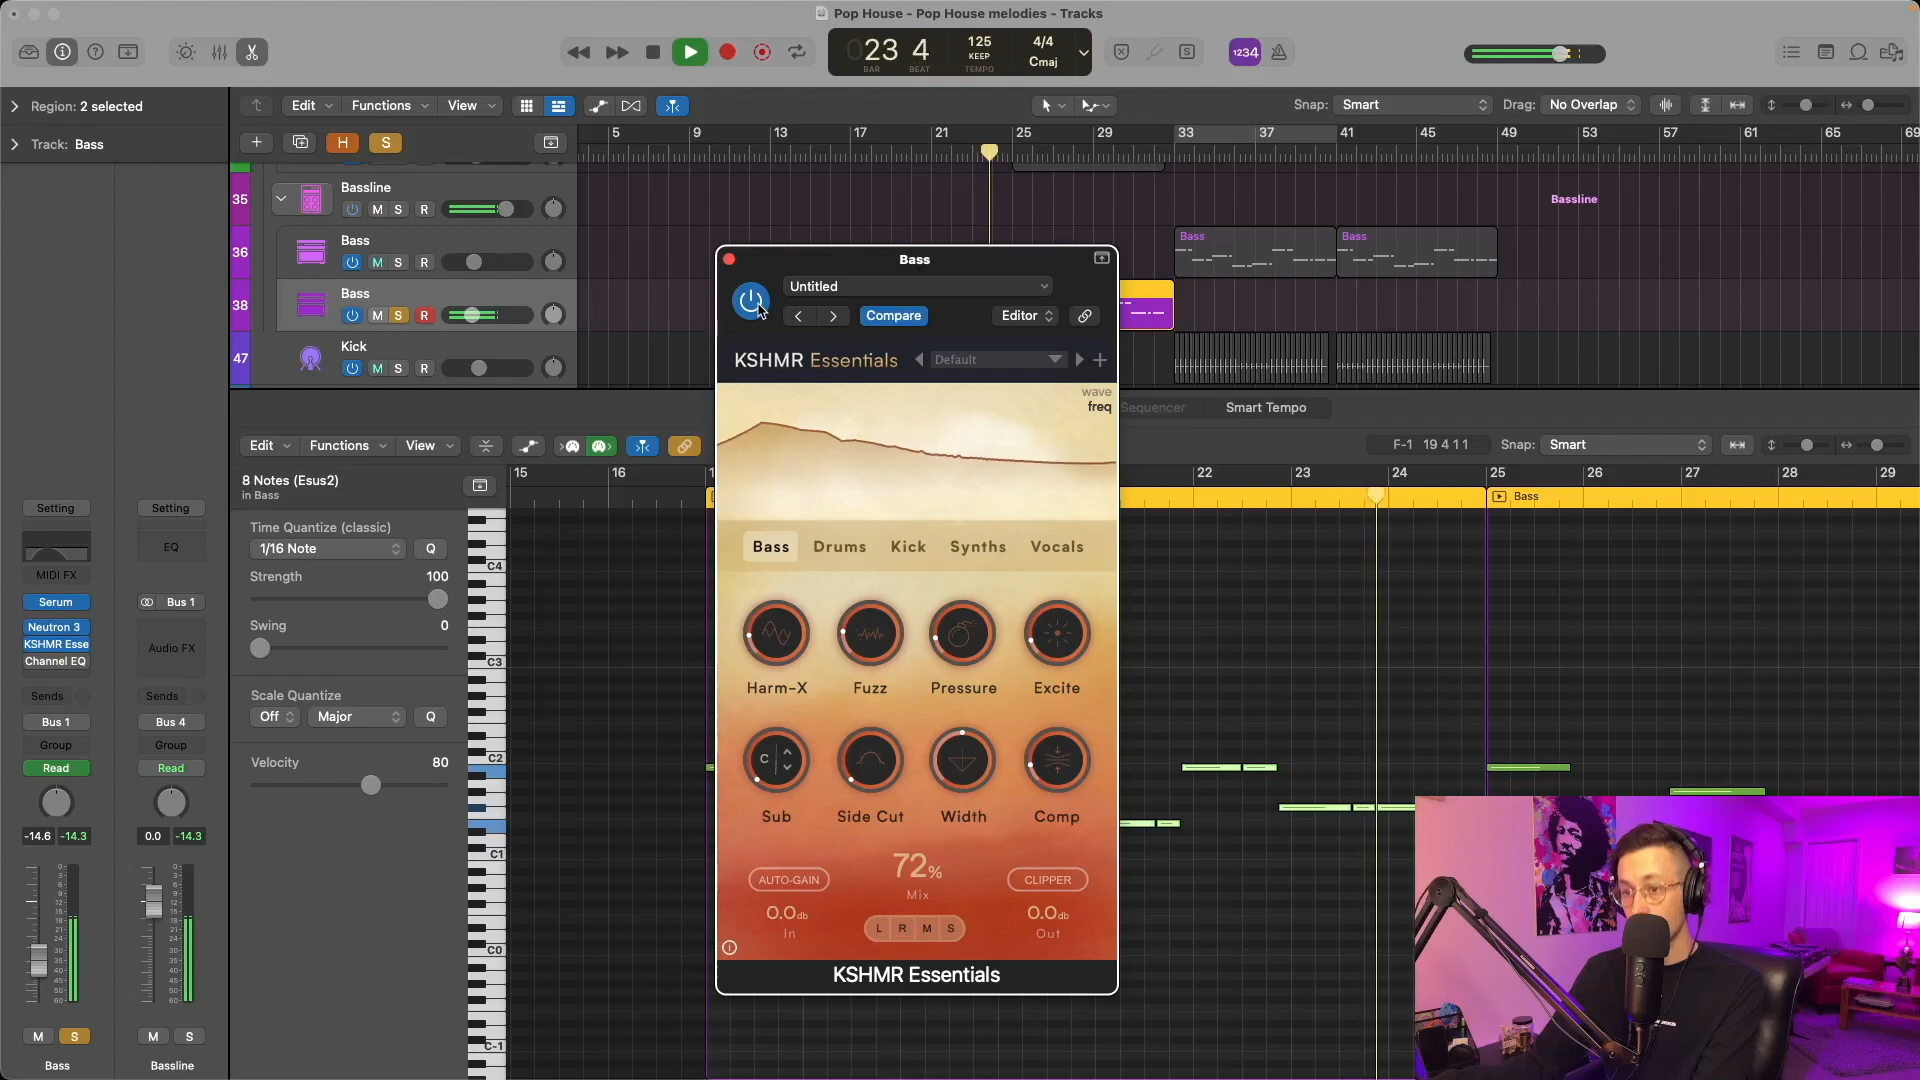 Pop House - Pop House melodies - Tracks
23 4
BAR BEAT
125
KEEP
TEMPO
4/4
Cmaj
1234
Region: 2 selected
Edit Functions View
Snap: Smart
Drag: No Overlap
Track: Bass
H S
5 9 13 17 21 25 29 33 37 41 45 49 53 57 61 65 69
35 Bassline
M S R
Bassline
36 Bass
M S R
Bass Bass
38 Bass
M S R
47 Kick
M S R
Bass
Untitled
Compare
Editor
KSHMR Essentials
Default
wave
freq
Bass Drums Kick Synths Vocals
Harm-X Fuzz Pressure Excite
C
Sub Side Cut Width Comp
AUTO-GAIN
72%
Mix
CLIPPER
0.0db
In
L R M S
0.0db
Out
KSHMR Essentials
Sequencer Smart Tempo
Edit Functions View
F-1 19 4 1 1
Snap: Smart
8 Notes (Esus2)
in Bass
15 16 1 22 23 24 25 26 27 28 29
Bass
Time Quantize (classic)
1/16 Note Q
Strength 100
Swing 0
Scale Quantize
Off Major Q
Velocity 80
C4
C3
C2
C1
C0
C-1
Setting Setting
EQ
MIDI FX
Serum Bus 1
Neutron 3
KSHMR Esse
Channel EQ
Audio FX
Sends Sends
Bus 1 Bus 4
Group Group
Read Read
-14.6 -14.3 0.0 -14.3
M S M S
Bass Bassline